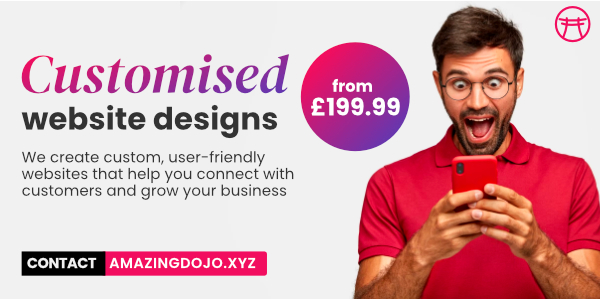 Customised
website designs
from
£199.99
We create custom, user-friendly
websites that help you connect with
customers and grow your business
CONTACT AMAZINGDOJO.XYZ